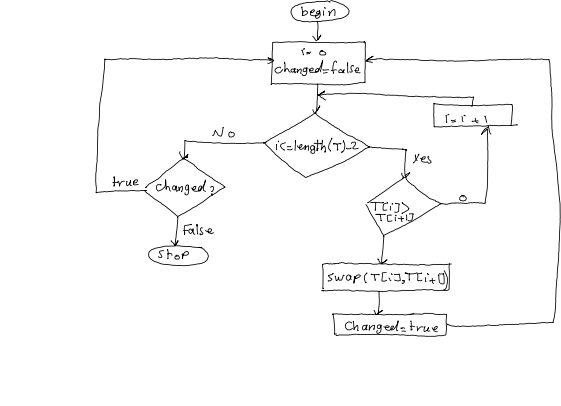 begin
i= 0
changed=false
i=i+1
No
i<=length(T)-2
Yes
true
changed?
T[i]>
T[i+1]
0
False
stop
swap(T[i],T[i+1])
Changed=true